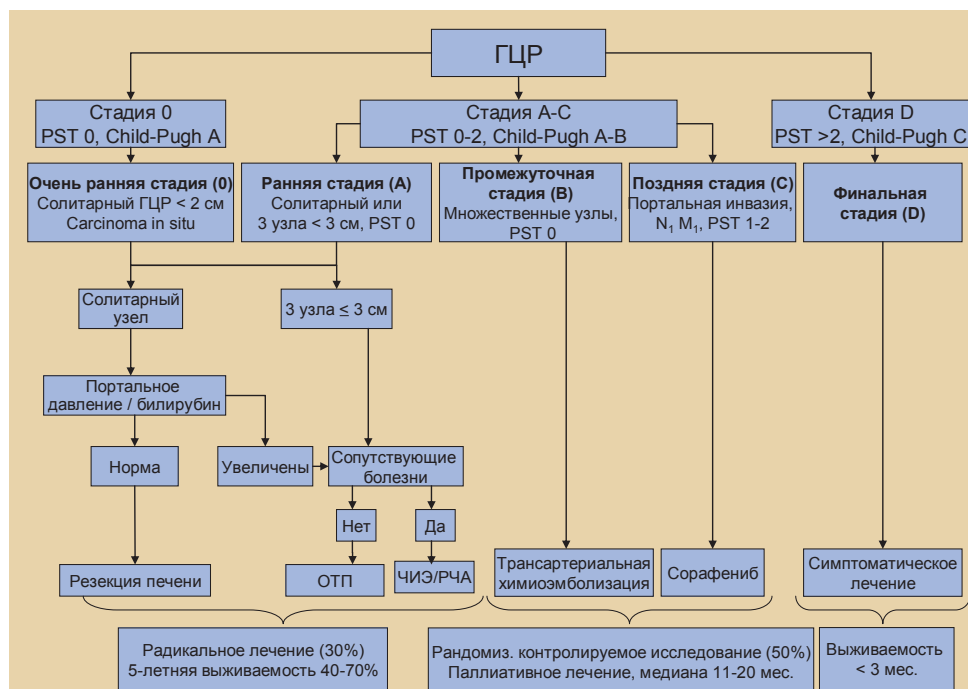 ГЦР
Стадия 0
PST 0, Child-Pugh A
Стадия A-C
PST 0-2, Child-Pugh A-B
Стадия D
PST >2, Child-Pugh C
Очень ранняя стадия (0)
Солитарный ГЦР < 2 см
Carcinoma in situ
Ранняя стадия (A)
Солитарный или
3 узла < 3 см, PST 0
Промежуточная
стадия (B)
Множественные узлы,
PST 0
Поздняя стадия (C)
Портальная инвазия,
N₁ M₁, PST 1-2
Финальная
стадия (D)
Солитарный
узел
3 узла ≤ 3 см
Портальное
давление / билирубин
Норма
Увеличены
Сопутствующие
болезни
Нет
Да
Резекция печени
ОТП
ЧИЭ/РЧА
Трансартериальная
химиоэмболизация
Сорафениб
Симптоматическое
лечение
Радикальное лечение (30%)
5-летняя выживаемость 40-70%
Рандомиз. контролируемое исследование (50%)
Паллиативное лечение, медиана 11-20 мес.
Выживаемость
< 3 мес.